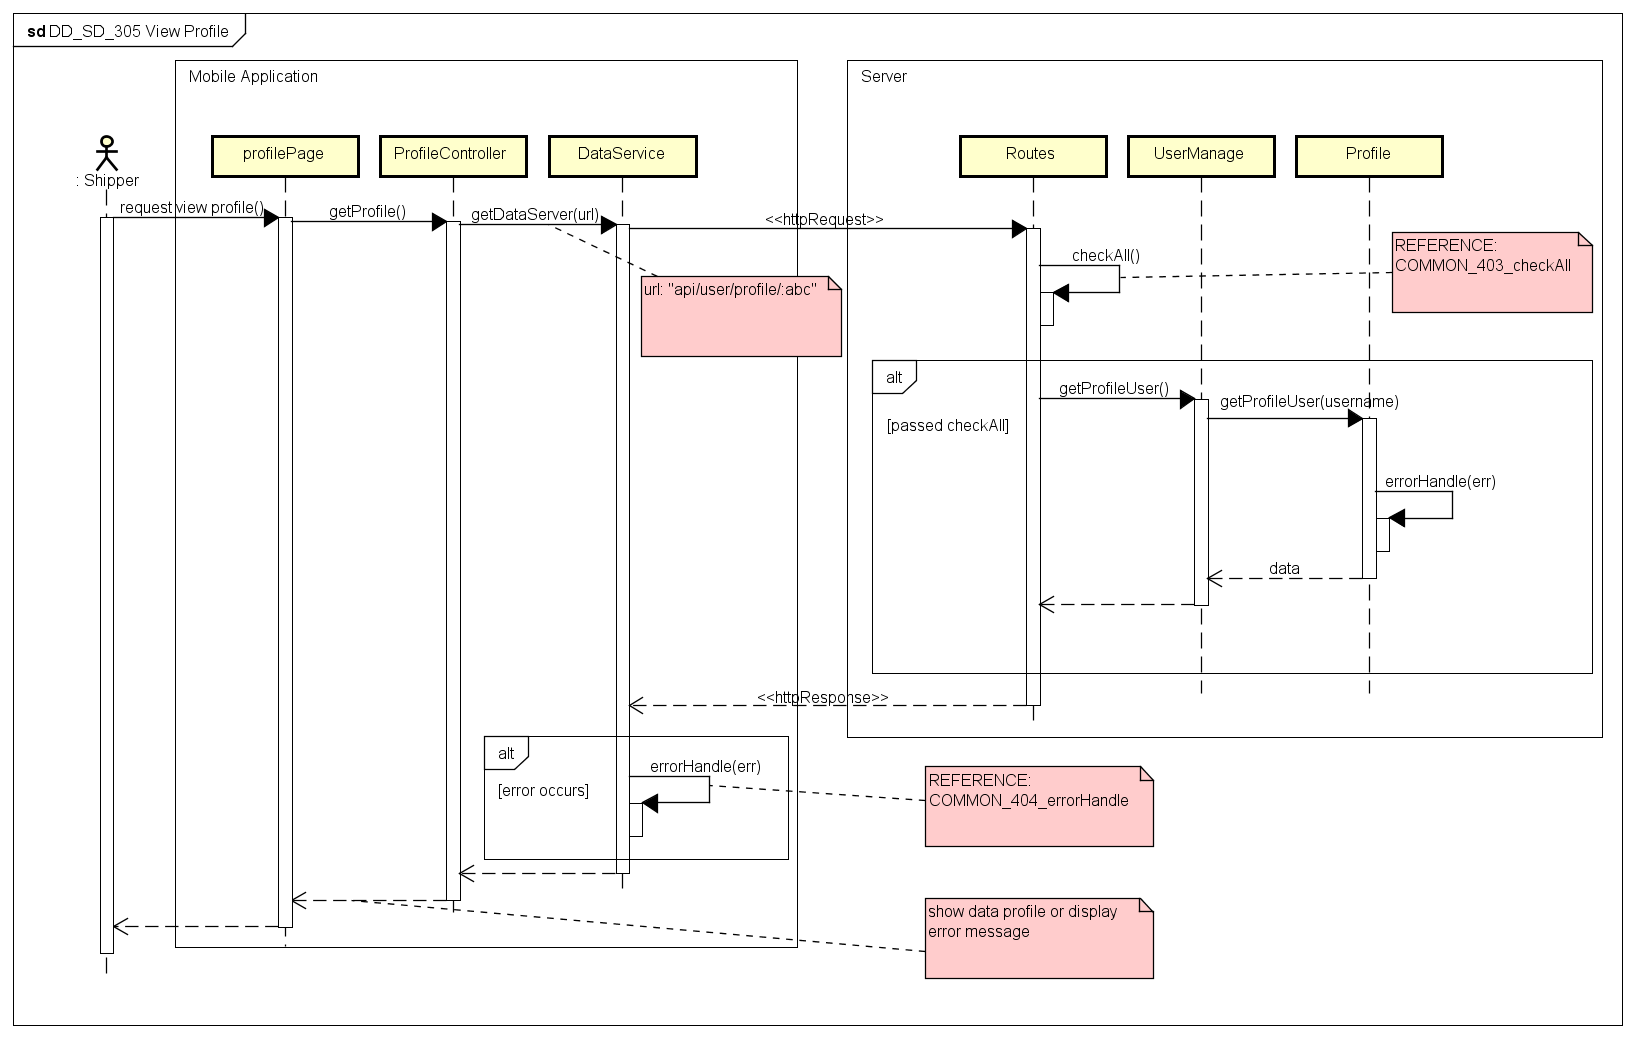 sd DD_SD_305 View Profile
Mobile Application
Server
: Shipper
profilePage
ProfileController
DataService
Routes
UserManage
Profile
request view profile()
getProfile()
getDataServer(url)
<<httpRequest>>
url: "api/user/profile/:abc"
checkAll()
REFERENCE:
COMMON_403_checkAll
alt
[passed checkAll]
getProfileUser()
getProfileUser(username)
errorHandle(err)
data
<<httpResponse>>
alt
[error occurs]
errorHandle(err)
REFERENCE:
COMMON_404_errorHandle
show data profile or display
error message